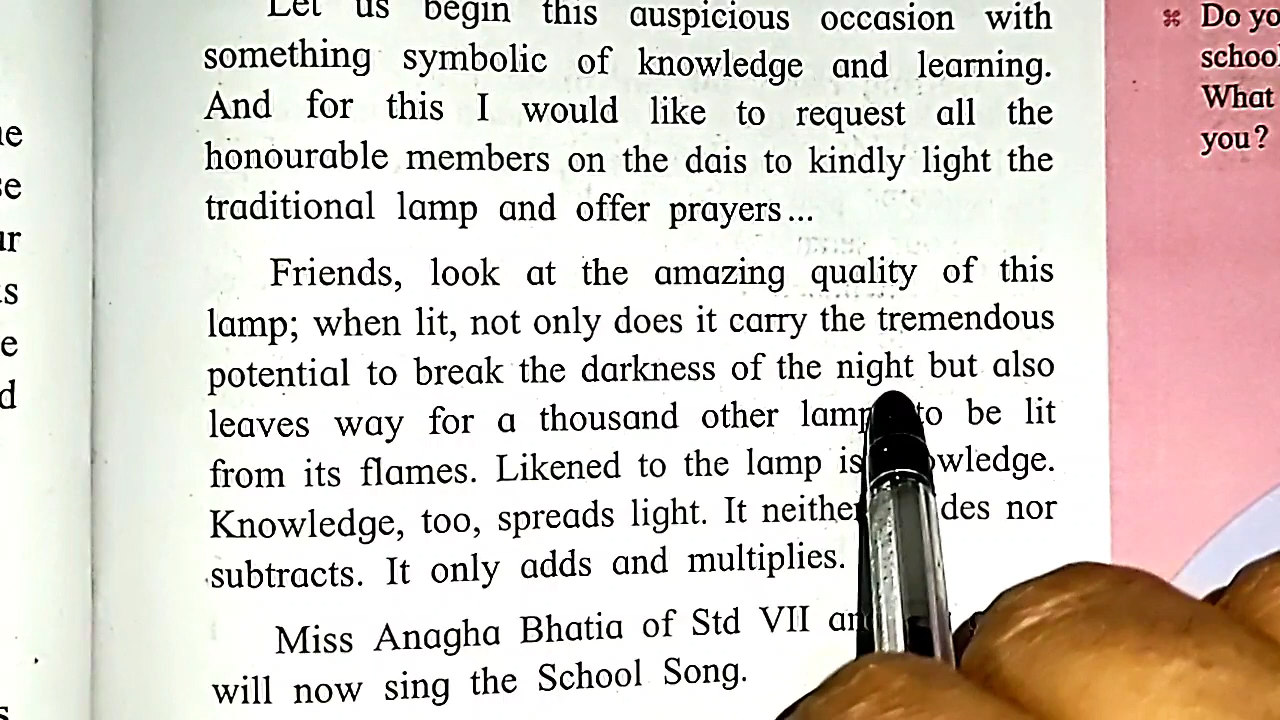 Let us begin this auspicious occasion with
something symbolic of knowledge and learning.
And for this I would like to request all the
honourable members on the dais to kindly light the
traditional lamp and offer prayers...
Friends, look at the amazing quality of this
lamp; when lit, not only does it carry the tremendous
potential to break the darkness of the night but also
leaves way for a thousand other to be lit
from its flames. Likened to the lamp is
Knowledge, too, spreads light. It neither nor
subtracts. It only adds and multiplies.
Miss Anagha Bhatia of Std VII
will now sing the School Song.
Do
school
What
you?